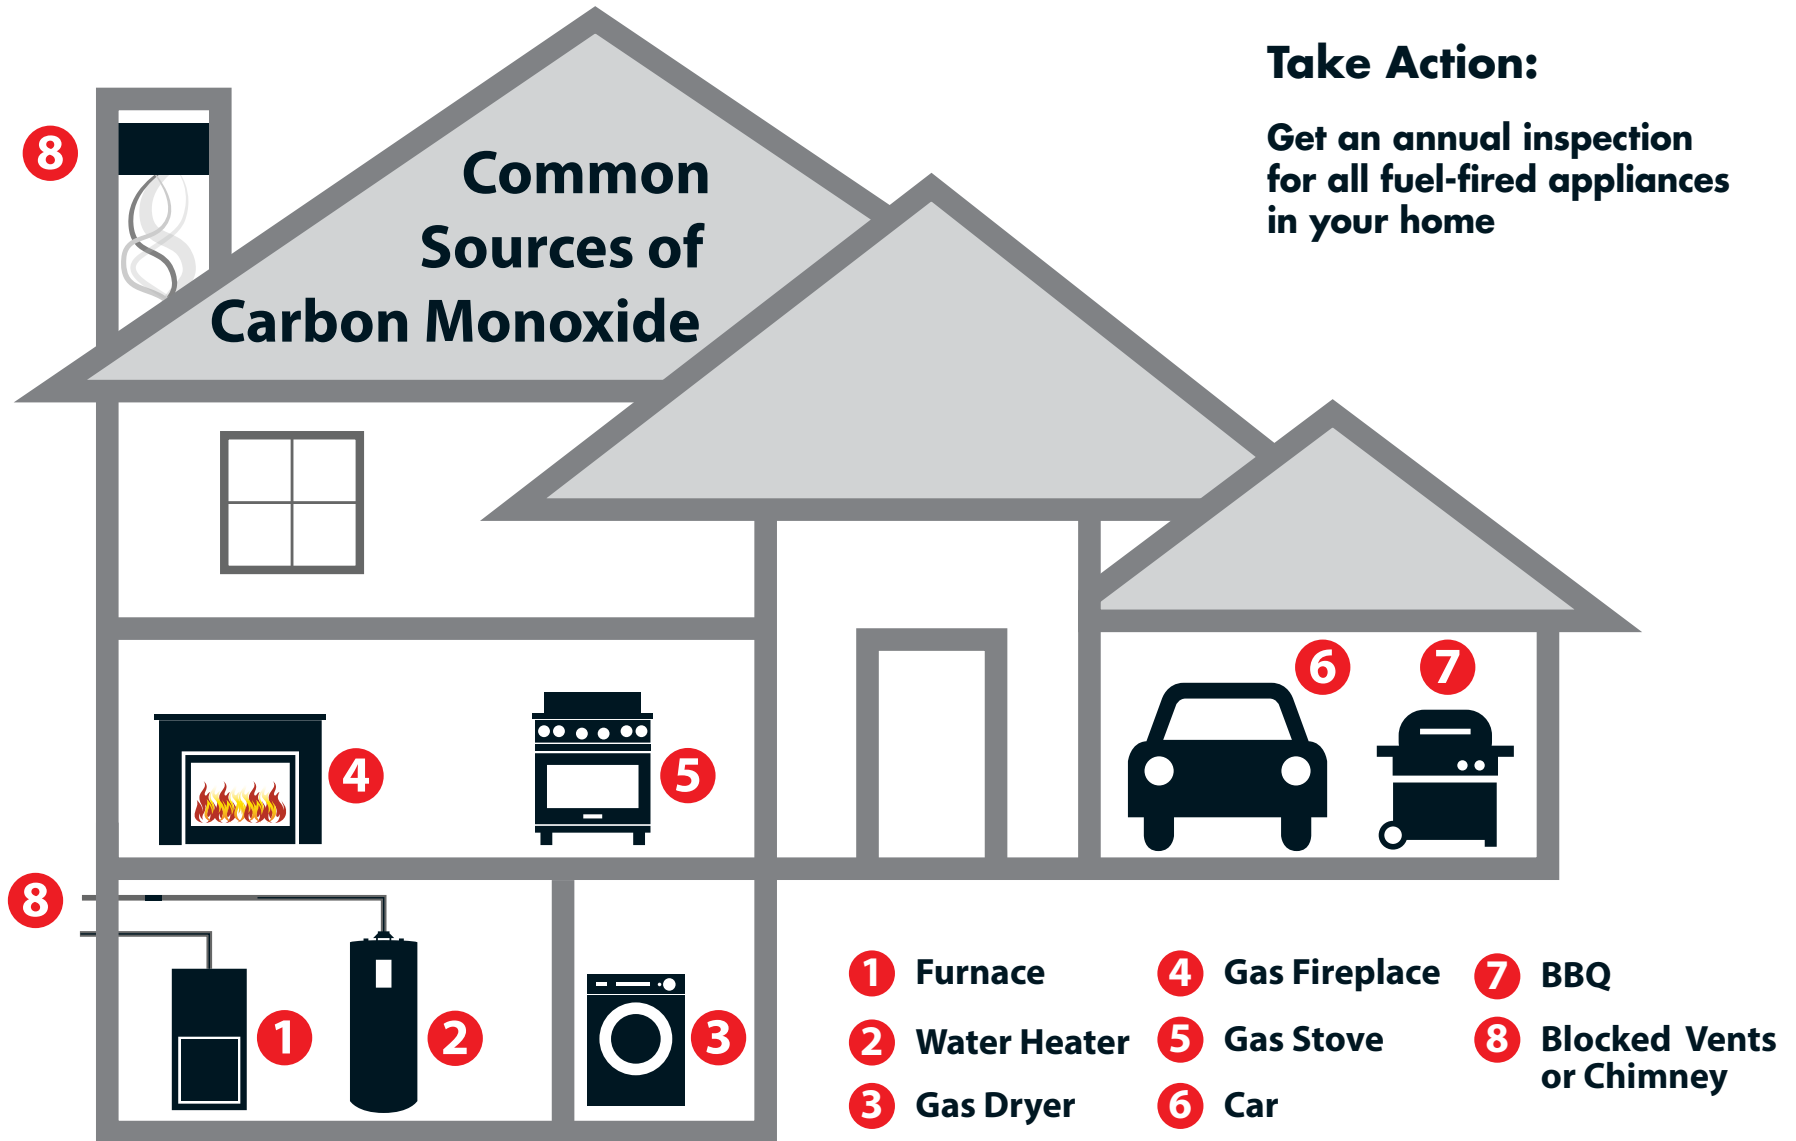 Take Action:
Get an annual inspection
for all fuel-fired appliances
in your home
Common
Sources of
Carbon Monoxide
8
6
7
4
5
8
1
2
3
1 Furnace
2 Water Heater
3 Gas Dryer
4 Gas Fireplace
5 Gas Stove
6 Car
7 BBQ
8 Blocked Vents
or Chimney